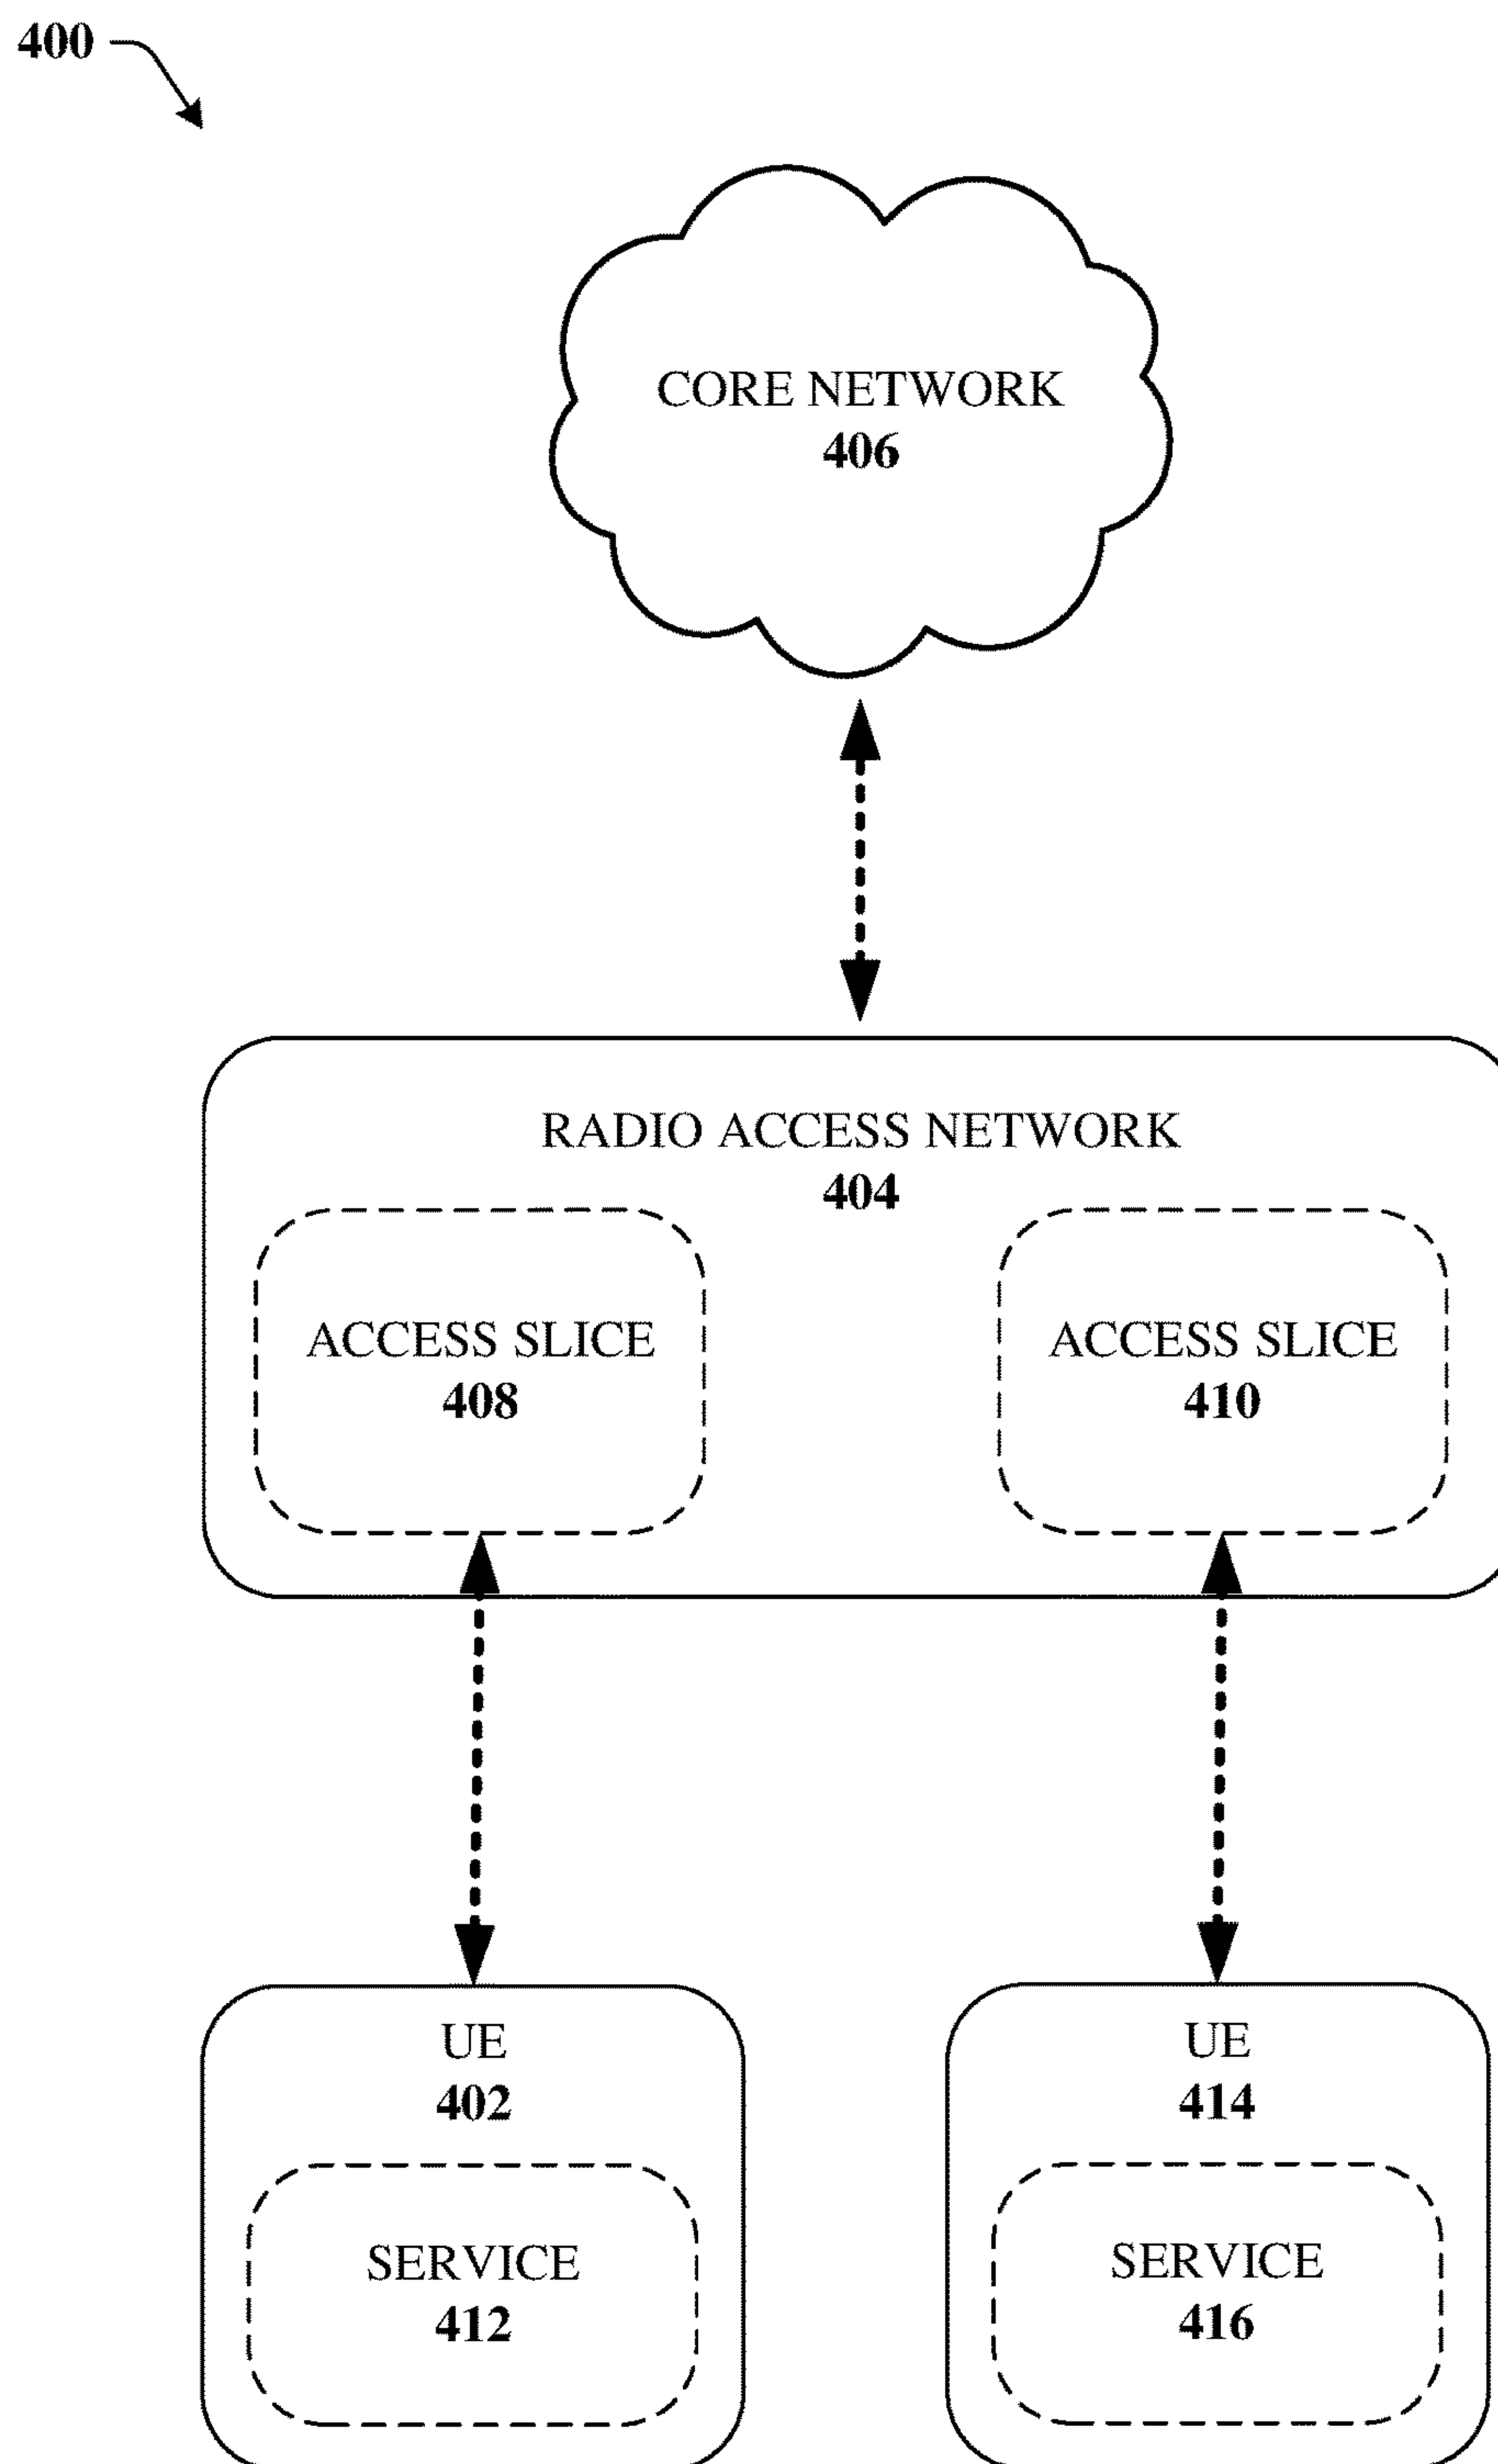 400
CORE NETWORK
406
RADIO ACCESS NETWORK
404
ACCESS SLICE
408
ACCESS SLICE
410
UE
402
UE
414
SERVICE
412
SERVICE
416